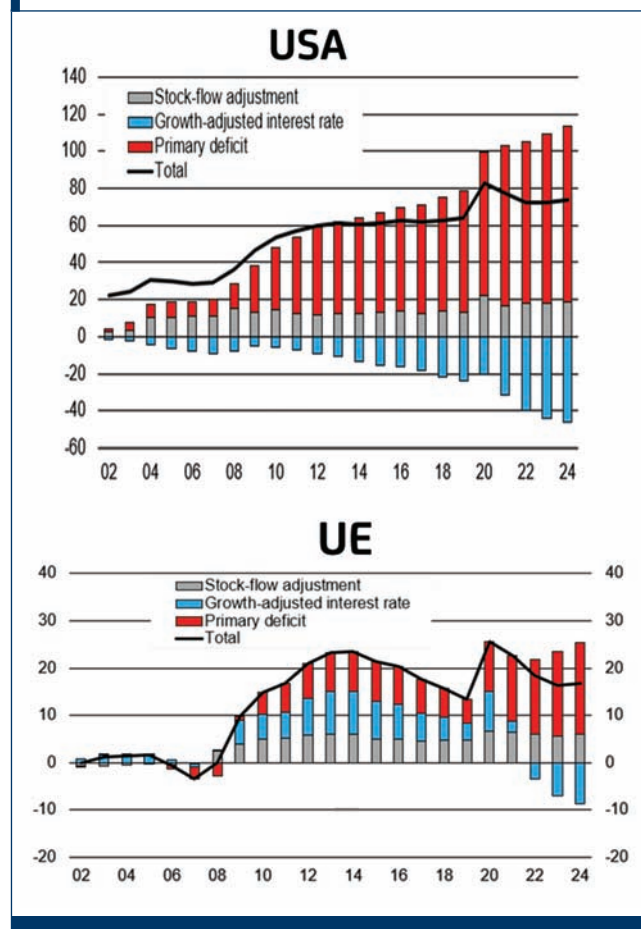 USA
140
120
100
80
60
40
20
0
-20
-40
-60
Stock-flow adjustment
Growth-adjusted interest rate
Primary deficit
Total
02 04 06 08 10 12 14 16 18 20 22 24
UE
40 40
30 30
20 20
10 10
0 0
-10 -10
-20 -20
Stock-flow adjustment
Growth-adjusted interest rate
Primary deficit
Total
02 04 06 08 10 12 14 16 18 20 22 24